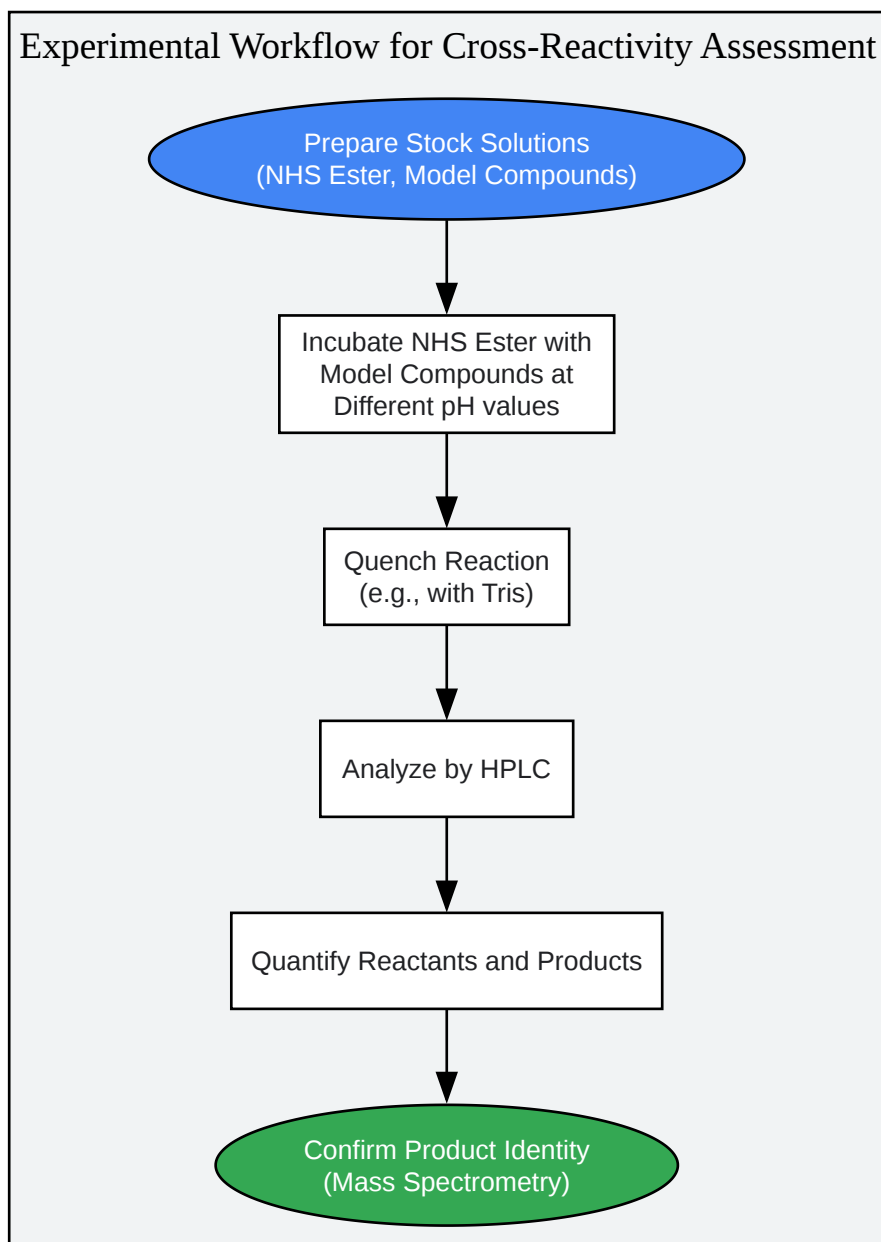 Experimental Workflow for Cross-Reactivity Assessment
Prepare Stock Solutions
(NHS Ester, Model Compounds)
Incubate NHS Ester with
Model Compounds at
Different pH values
Quench Reaction
(e.g., with Tris)
Analyze by HPLC
Quantify Reactants and Products
Confirm Product Identity
(Mass Spectrometry)